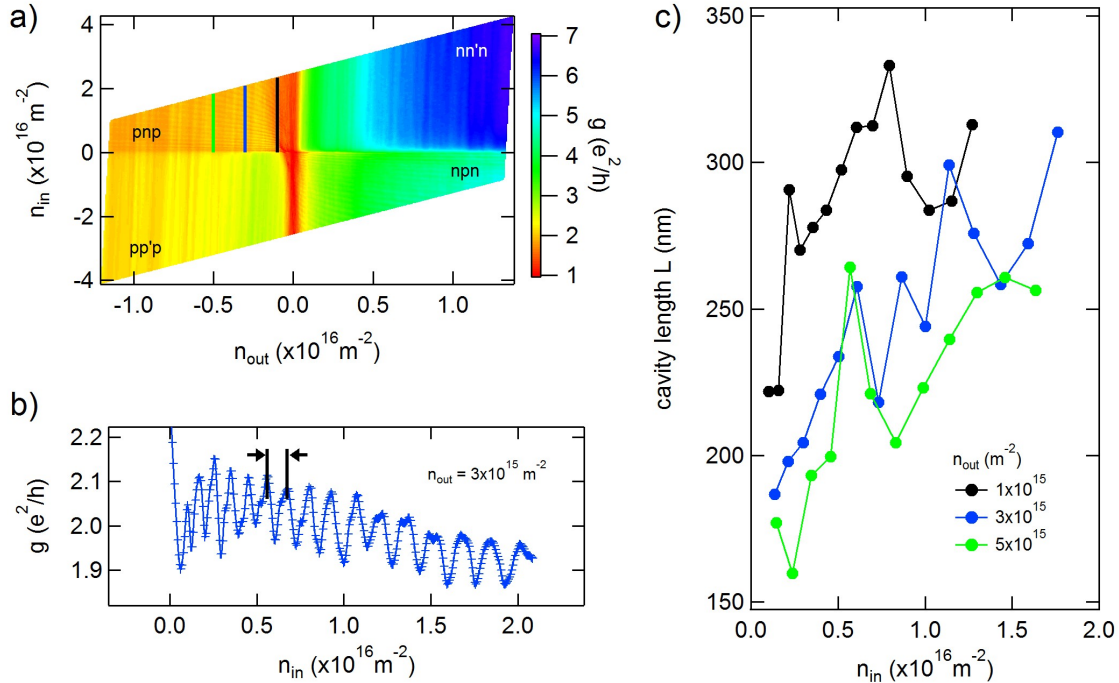 a)
n_in (x10^16 m^-2)
4
2
0
-2
-4
nn'n
pnp
npn
pp'p
-1.0 -0.5 0.0 0.5 1.0
n_out (x10^16 m^-2)
7
6
5
4
3
2
1
g (e^2/h)
b)
g (e^2/h)
2.2
2.1
2.0
1.9
n_out = 3x10^15 m^-2
0.0 0.5 1.0 1.5 2.0
n_in (x10^16 m^-2)
c)
cavity length L (nm)
350
300
250
200
150
n_out (m^-2)
1x10^15
3x10^15
5x10^15
0.0 0.5 1.0 1.5 2.0
n_in (x10^16 m^-2)